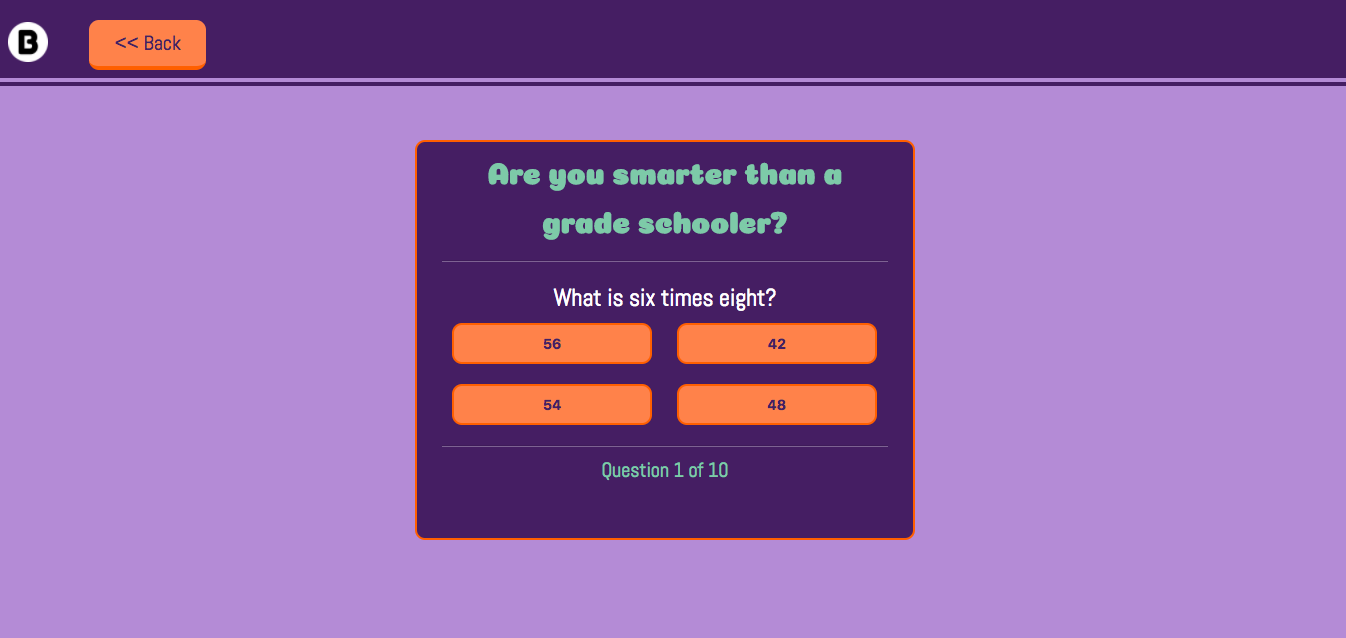 B
<< Back
Are you smarter than a
grade schooler?
What is six times eight?
56 42
54 48
Question 1 of 10